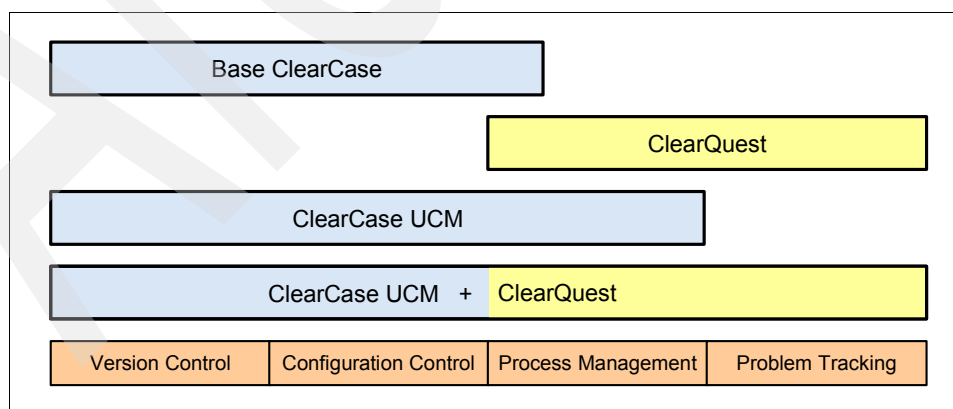 Base ClearCase
ClearQuest
ClearCase UCM
ClearCase UCM + ClearQuest
Version Control Configuration Control Process Management Problem Tracking